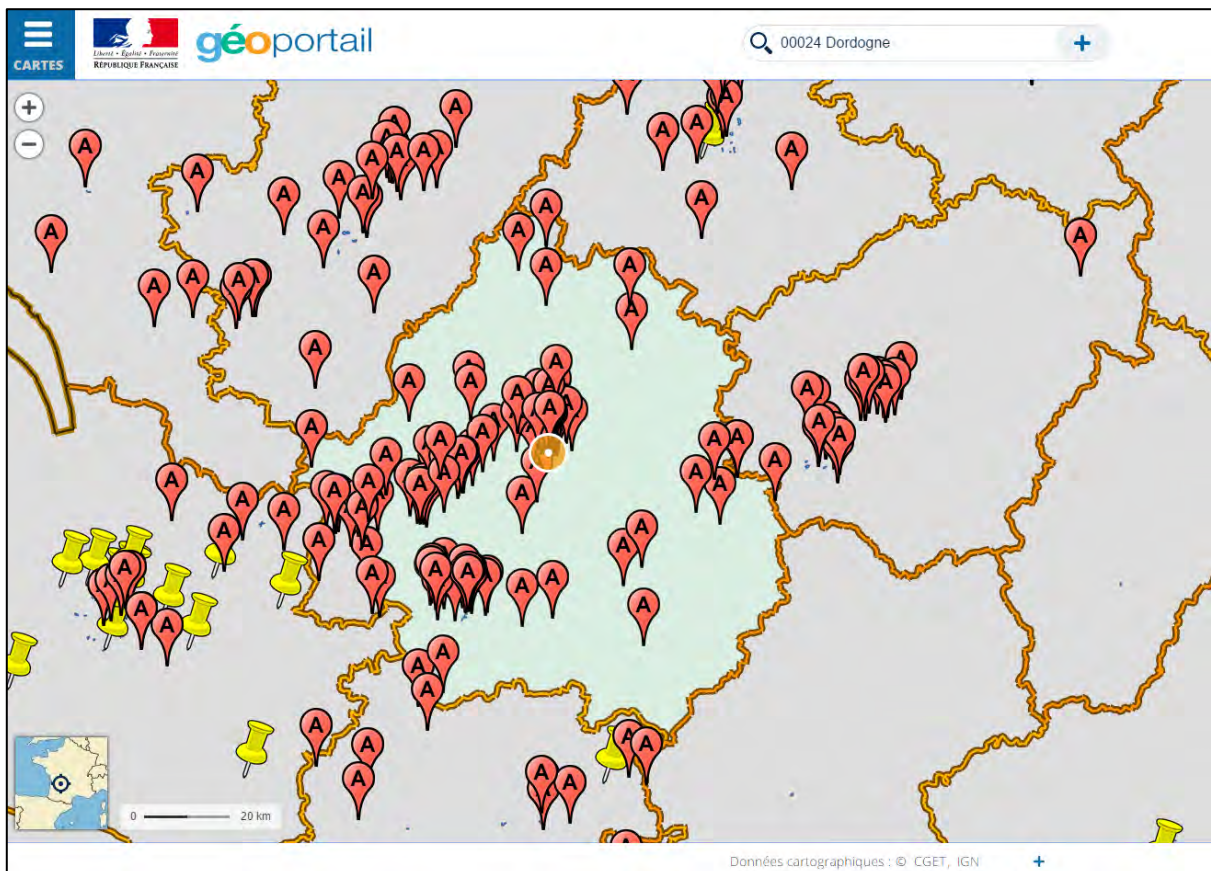 CARTES
Liberté • Égalité • Fraternité
RÉPUBLIQUE FRANÇAISE
géoportail
00024 Dordogne
0 20 km
Données cartographiques : © CGET, IGN